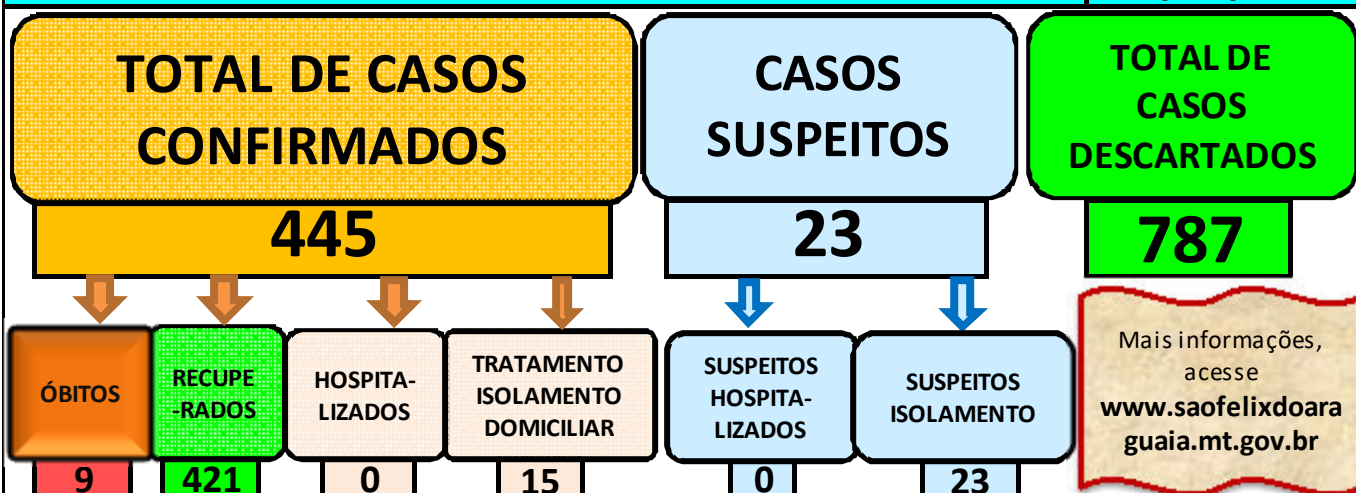 TOTAL DE CASOS
CONFIRMADOS
445
CASOS
SUSPEITOS
23
TOTAL DE
CASOS
DESCARTADOS
787
ÓBITOS
9
RECUPE
-RADOS
421
HOSPITA-
LIZADOS
0
TRATAMENTO
ISOLAMENTO
DOMICILIAR
15
SUSPEITOS
HOSPITA-
LIZADOS
0
SUSPEITOS
ISOLAMENTO
23
Mais informações,
acesse
www.saofelixdoara
guaia.mt.gov.br